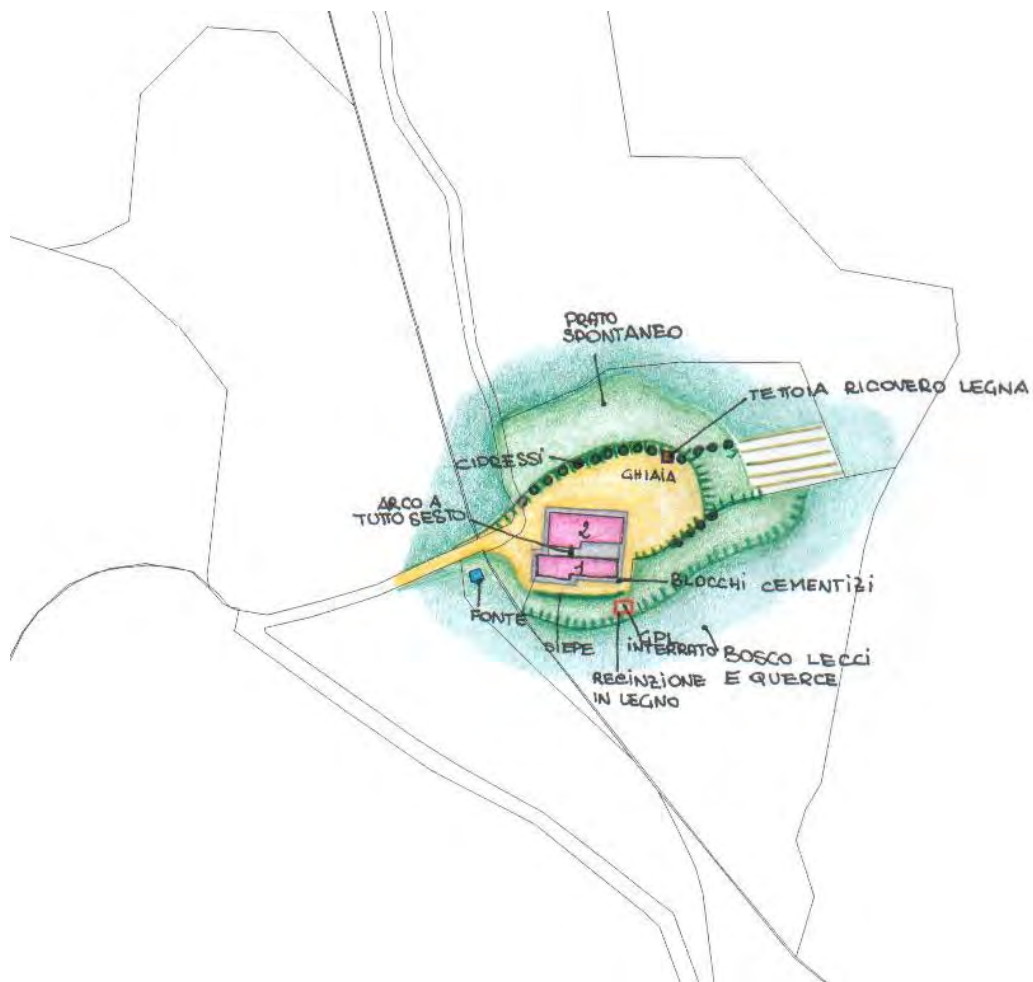 PRATO
SPONTANEO
TETTOIA RICOVERO LEGNA
CIPRESSI
GHIAIA
ARCO A
TUTTO SESTO
2
1
BLOCCHI CEMENTIZI
FONTE
SIEPE
GPL
INTERRATO
BOSCO LECCI
E QUERCE
RECINZIONE
IN LEGNO